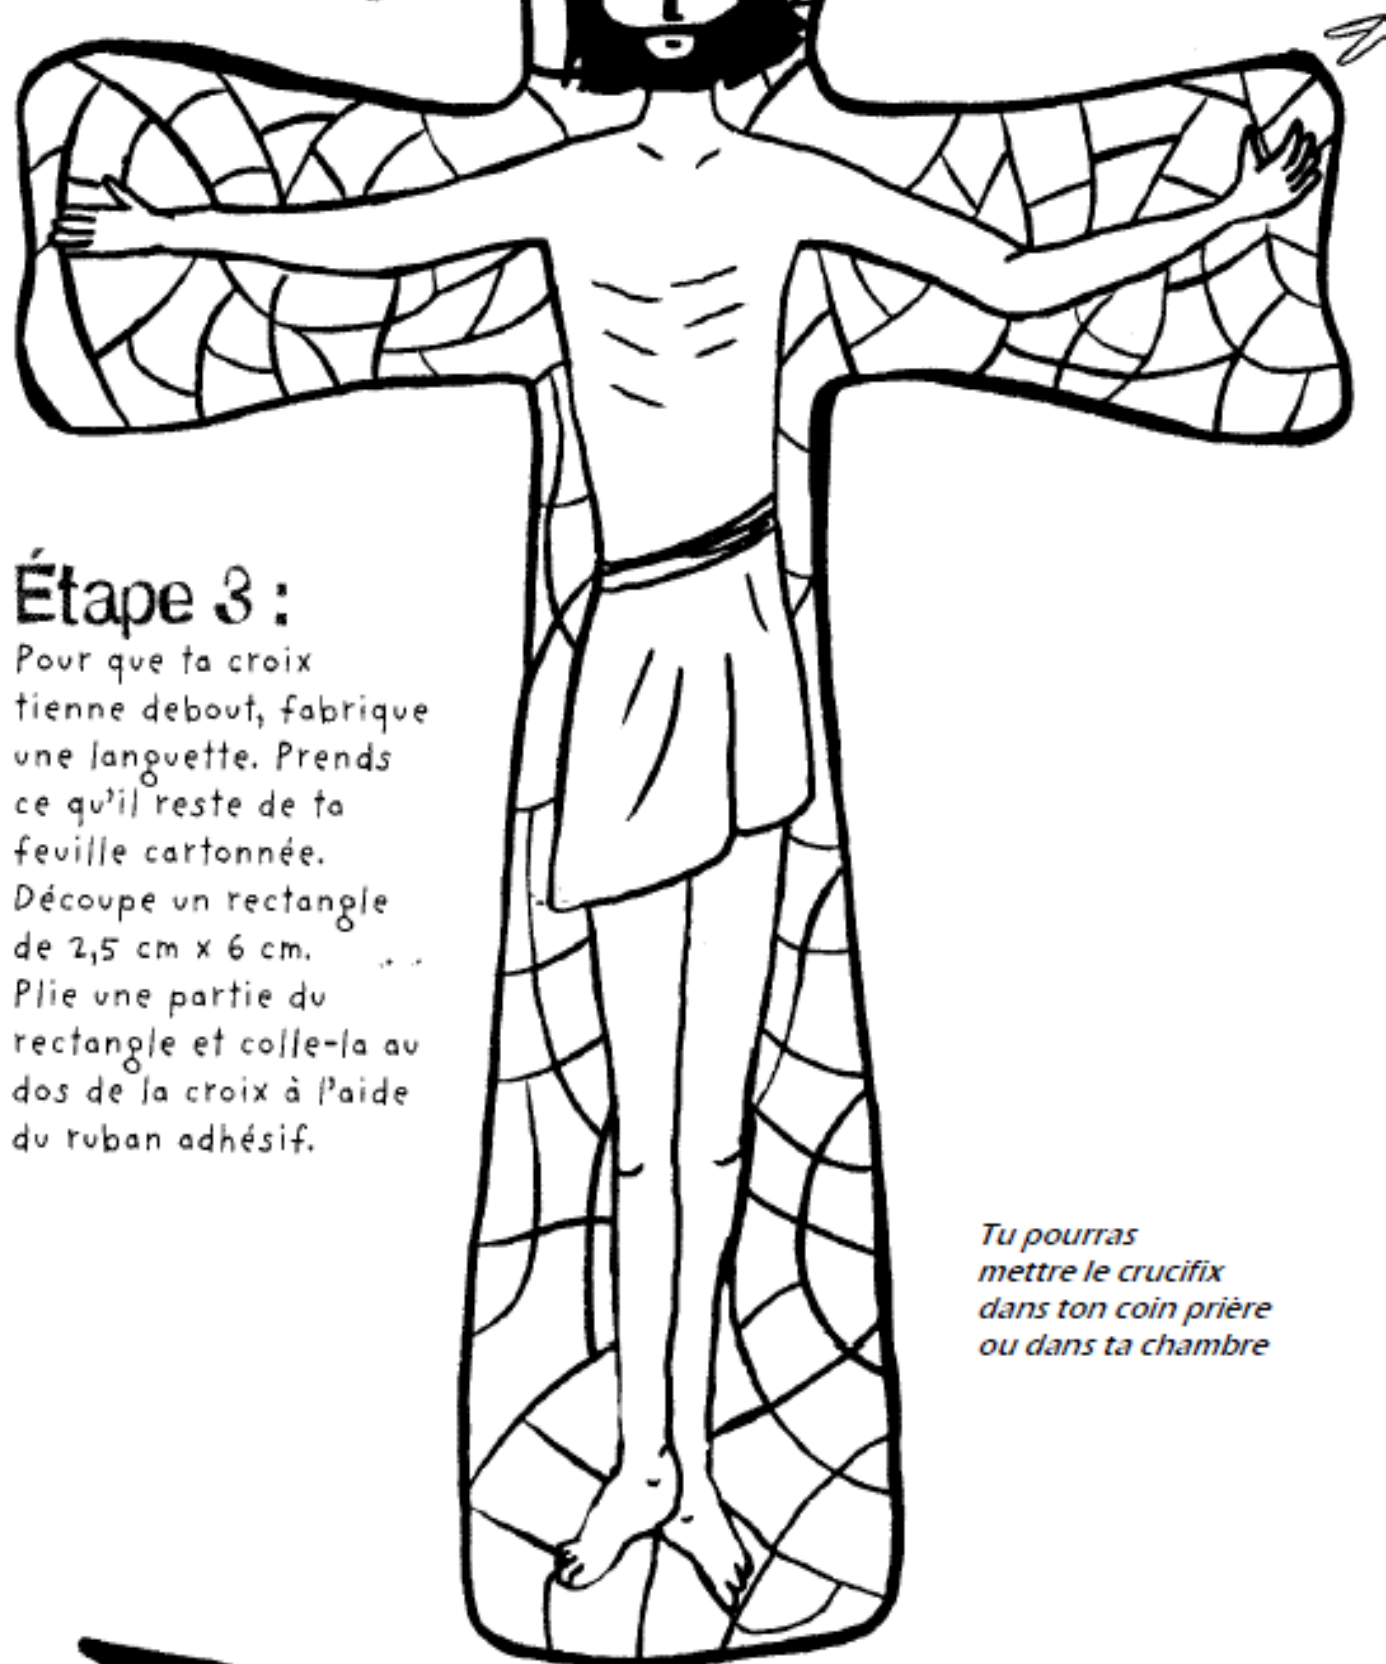 Étape 3 :
Pour que ta croix
tienne debout, fabrique
une languette. Prends
ce qu'il reste de ta
feuille cartonnée.
Découpe un rectangle
de 2,5 cm x 6 cm.
Plie une partie du
rectangle et colle-la au
dos de la croix à l'aide
du ruban adhésif.
Tu pourras
mettre le crucifix
dans ton coin prière
ou dans ta chambre